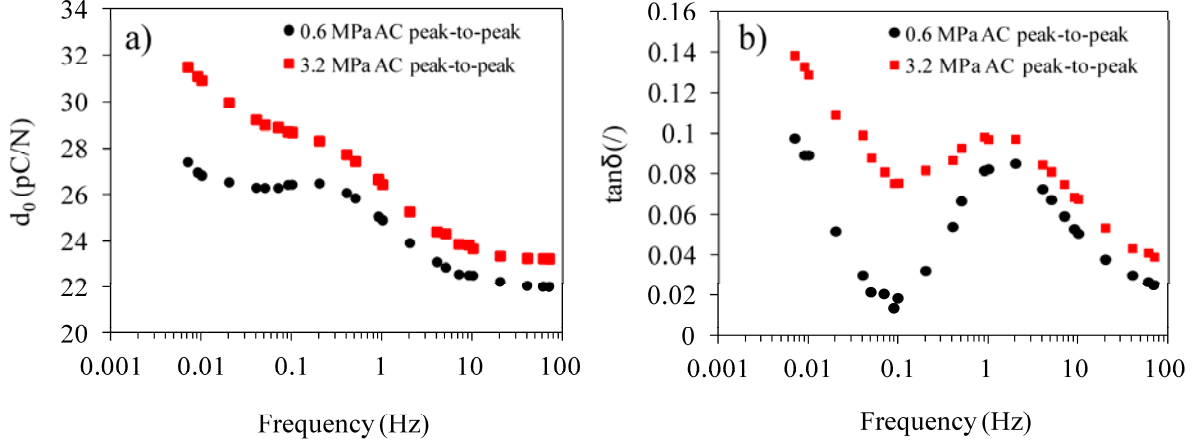 a)
0.6 MPa AC peak-to-peak
3.2 MPa AC peak-to-peak
34
32
30
28
26
24
22
20
d0 (pC/N)
0.001 0.01 0.1 1 10 100
Frequency (Hz)
b)
0.6 MPa AC peak-to-peak
3.2 MPa AC peak-to-peak
0.16
0.14
0.12
0.1
0.08
0.06
0.04
0.02
0
tanδ(/)
0.001 0.01 0.1 1 10 100
Frequency (Hz)